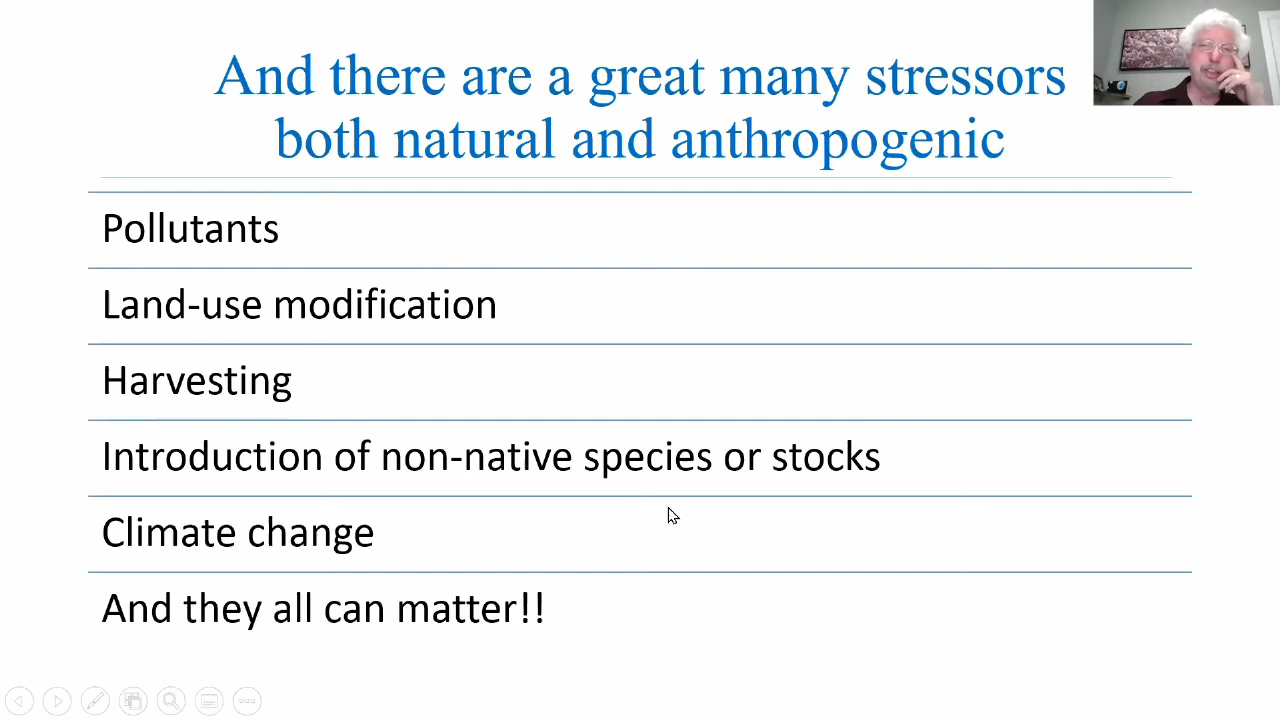 And there are a great many stressors
both natural and anthropogenic
Pollutants
Land-use modification
Harvesting
Introduction of non-native species or stocks
Climate change
And they all can matter!!